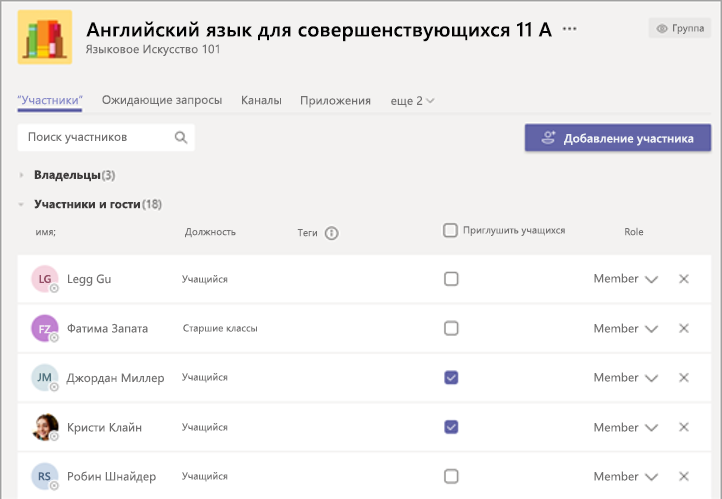 Английский язык для совершенствующихся 11 А ...
Группа
Языковое Искусство 101
"Участники" Ожидающие запросы Каналы Приложения еще 2
Поиск участников
Добавление участника
Владельцы(3)
Участники и гости(18)
имя; Должность Теги Приглушить учащихся Role
LG Legg Gu Учащийся Member
FZ Фатима Запата Старшие классы Member
JM Джордан Миллер Учащийся Member
Кристи Клайн Учащийся Member
RS Робин Шнайдер Учащийся Member